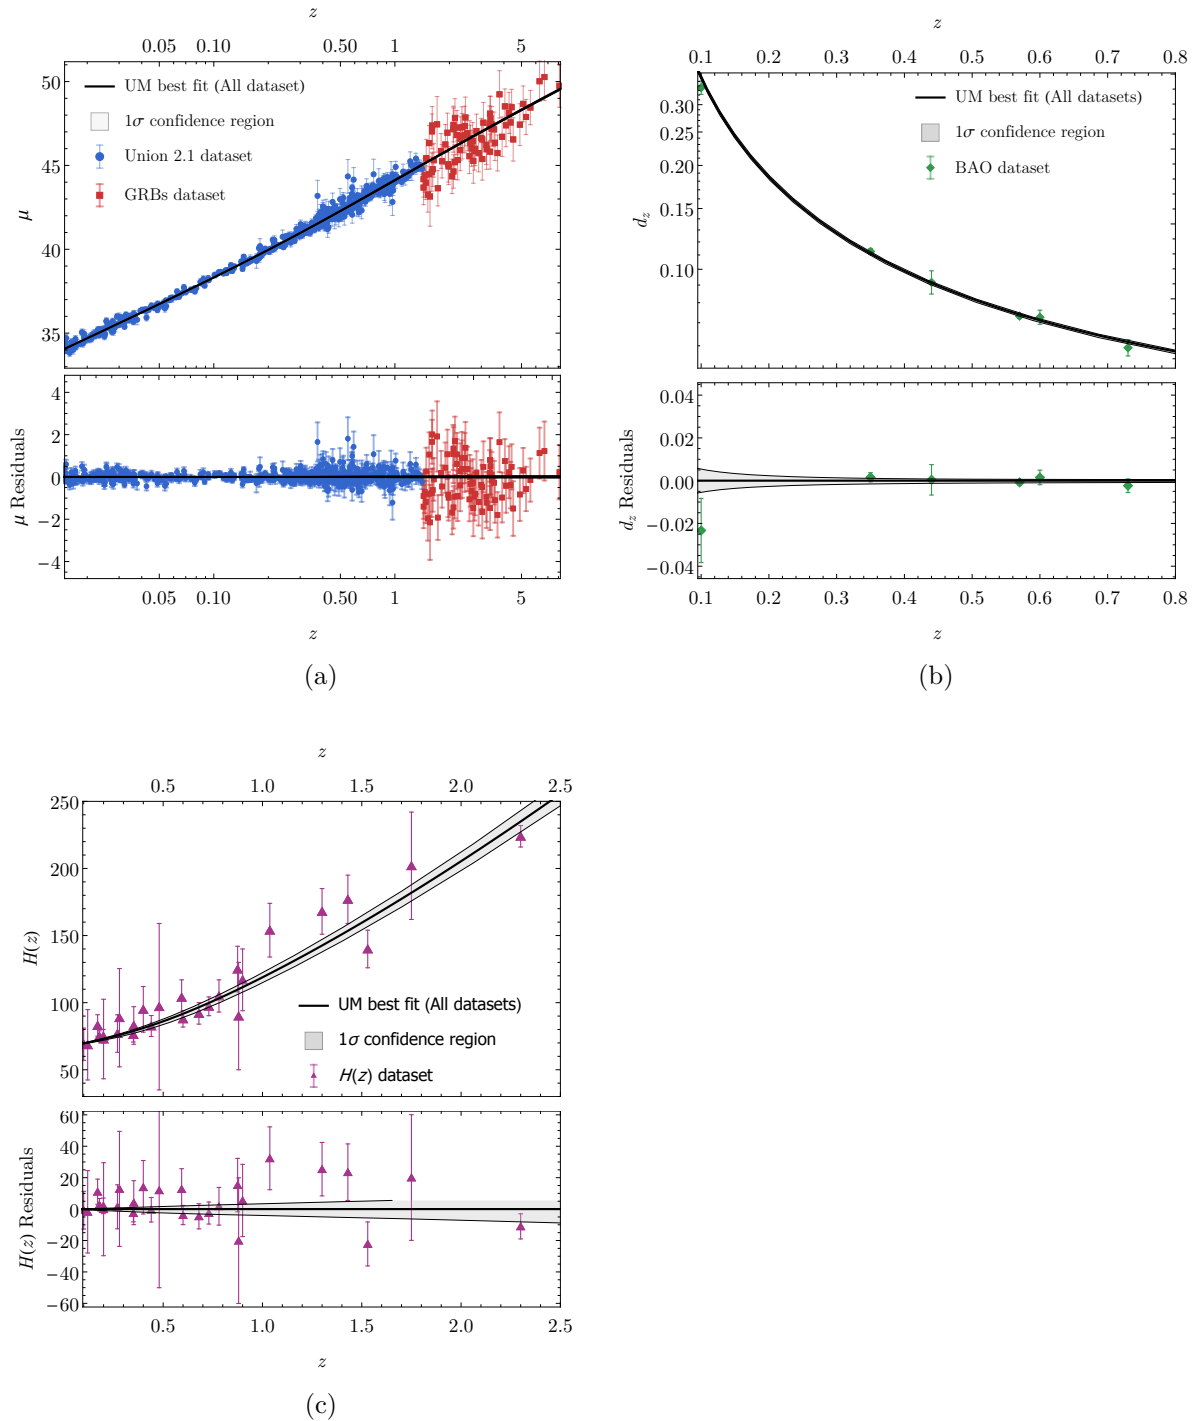 z
0.05 0.10 0.50 1 5
50
45
40
35
μ
UM best fit (All dataset)
1σ confidence region
Union 2.1 dataset
GRBs dataset
4
2
0
−2
−4
μ Residuals
0.05 0.10 0.50 1 5
z
(a)
z
0.1 0.2 0.3 0.4 0.5 0.6 0.7 0.8
0.30
0.25
0.20
0.15
0.10
d_z
UM best fit (All datasets)
1σ confidence region
BAO dataset
0.04
0.02
0.00
−0.02
−0.04
d_z Residuals
0.1 0.2 0.3 0.4 0.5 0.6 0.7 0.8
z
(b)
z
0.5 1.0 1.5 2.0 2.5
250
200
150
100
50
H(z)
UM best fit (All datasets)
1σ confidence region
H(z) dataset
60
40
20
0
−20
−40
−60
H(z) Residuals
0.5 1.0 1.5 2.0 2.5
z
(c)